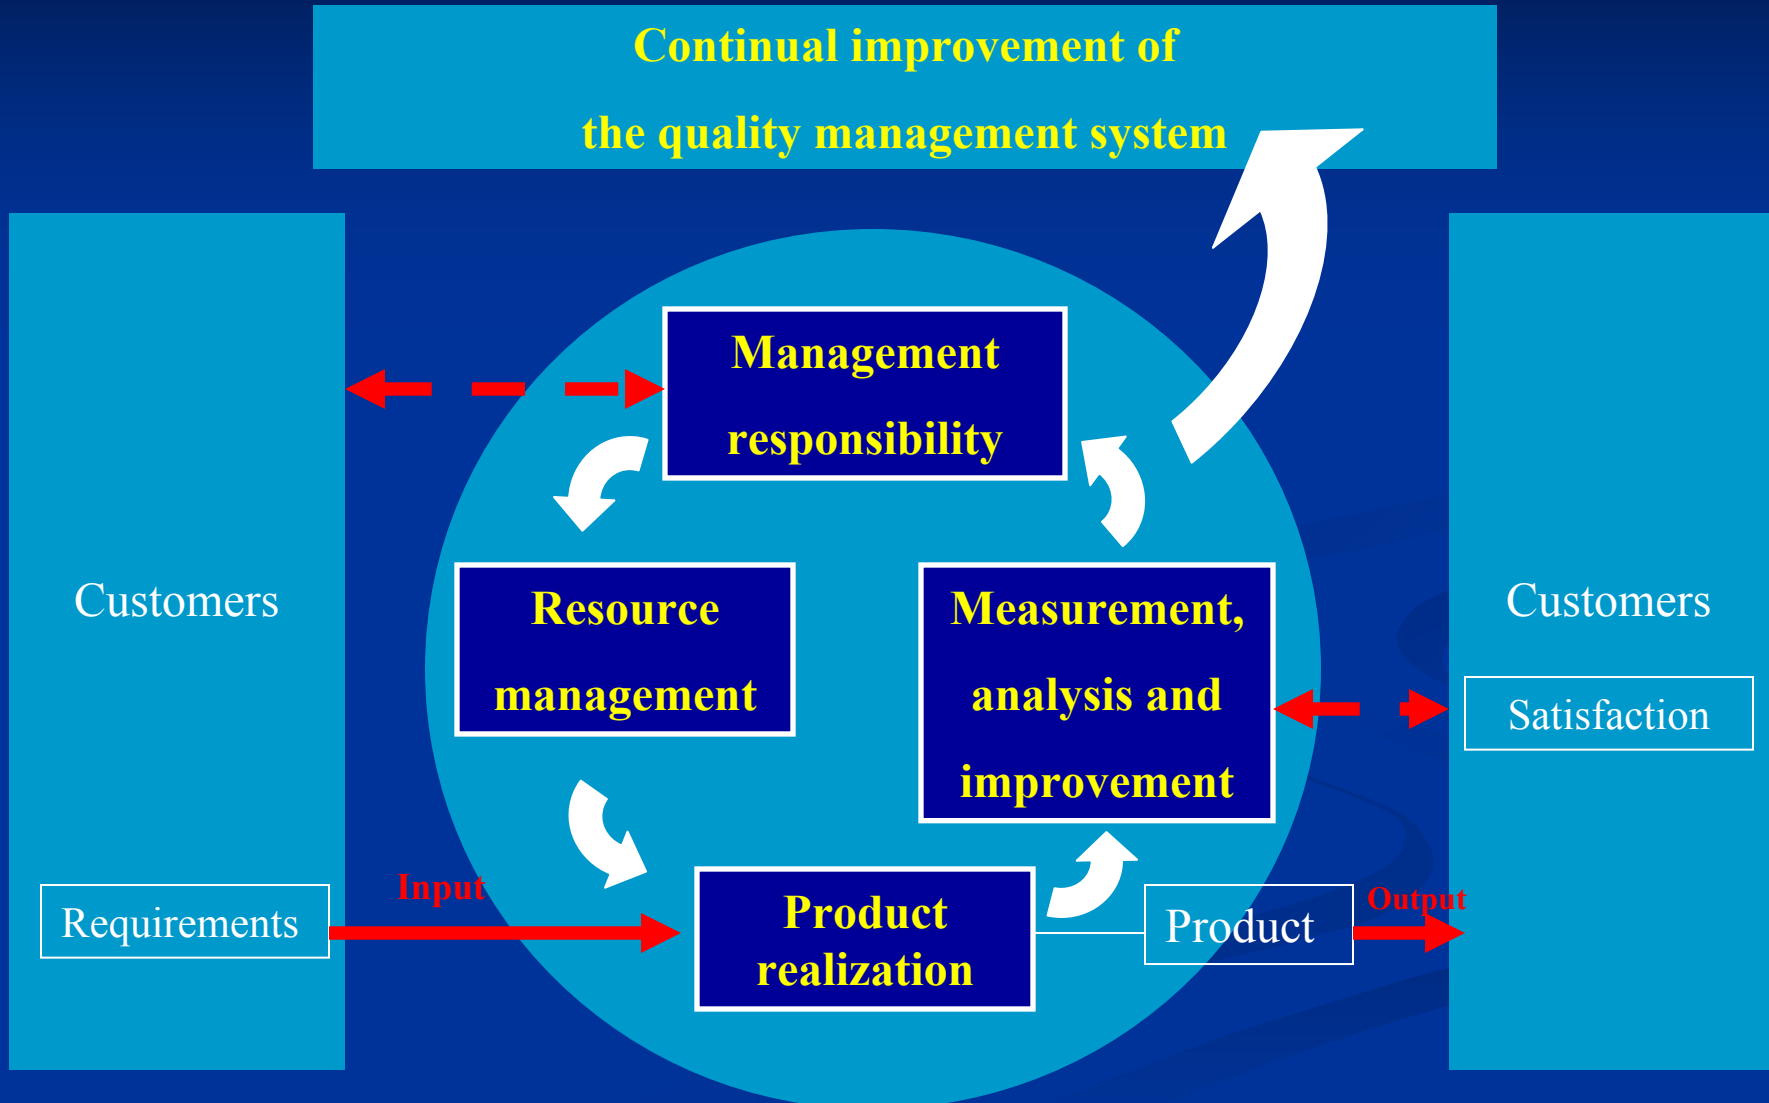 Continual improvement of
the quality management system
Management
responsibility
Customers
Resource
management
Measurement,
analysis and
improvement
Customers
Satisfaction
Input
Requirements
Product
realization
Product
Output